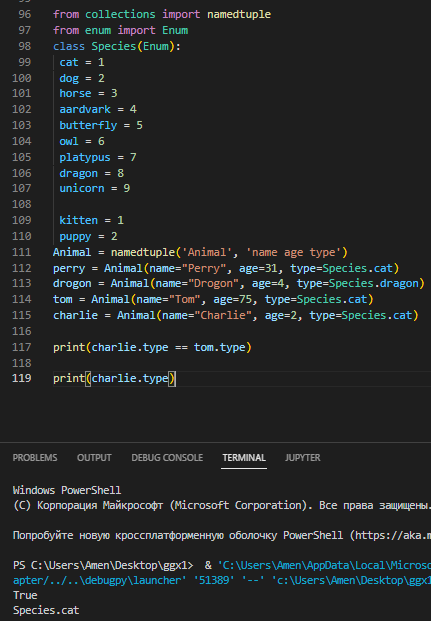 96 from collections import namedtuple
97 from enum import Enum
98 class Species(Enum):
99 cat = 1
100 dog = 2
101 horse = 3
102 aardvark = 4
103 butterfly = 5
104 owl = 6
105 platypus = 7
106 dragon = 8
107 unicorn = 9
108
109 kitten = 1
110 puppy = 2
111 Animal = namedtuple('Animal', 'name age type')
112 perry = Animal(name="Perry", age=31, type=Species.cat)
113 drogon = Animal(name="Drogon", age=4, type=Species.dragon)
114 tom = Animal(name="Tom", age=75, type=Species.cat)
115 charlie = Animal(name="Charlie", age=2, type=Species.cat)
116
117 print(charlie.type == tom.type)
118
119 print(charlie.type)
PROBLEMS OUTPUT DEBUG CONSOLE TERMINAL JUPYTER
Windows PowerShell
(C) Корпорация Майкрософт (Microsoft Corporation). Все права защищены.
Попробуйте новую кроссплатформенную оболочку PowerShell (https://aka.m
PS C:\Users\Amen\Desktop\ggx1> & 'C:\Users\Amen\AppData\Local\Microso
apter/../..\debugpy\launcher' '51389' '--' 'c:\Users\Amen\Desktop\ggx1
True
Species.cat